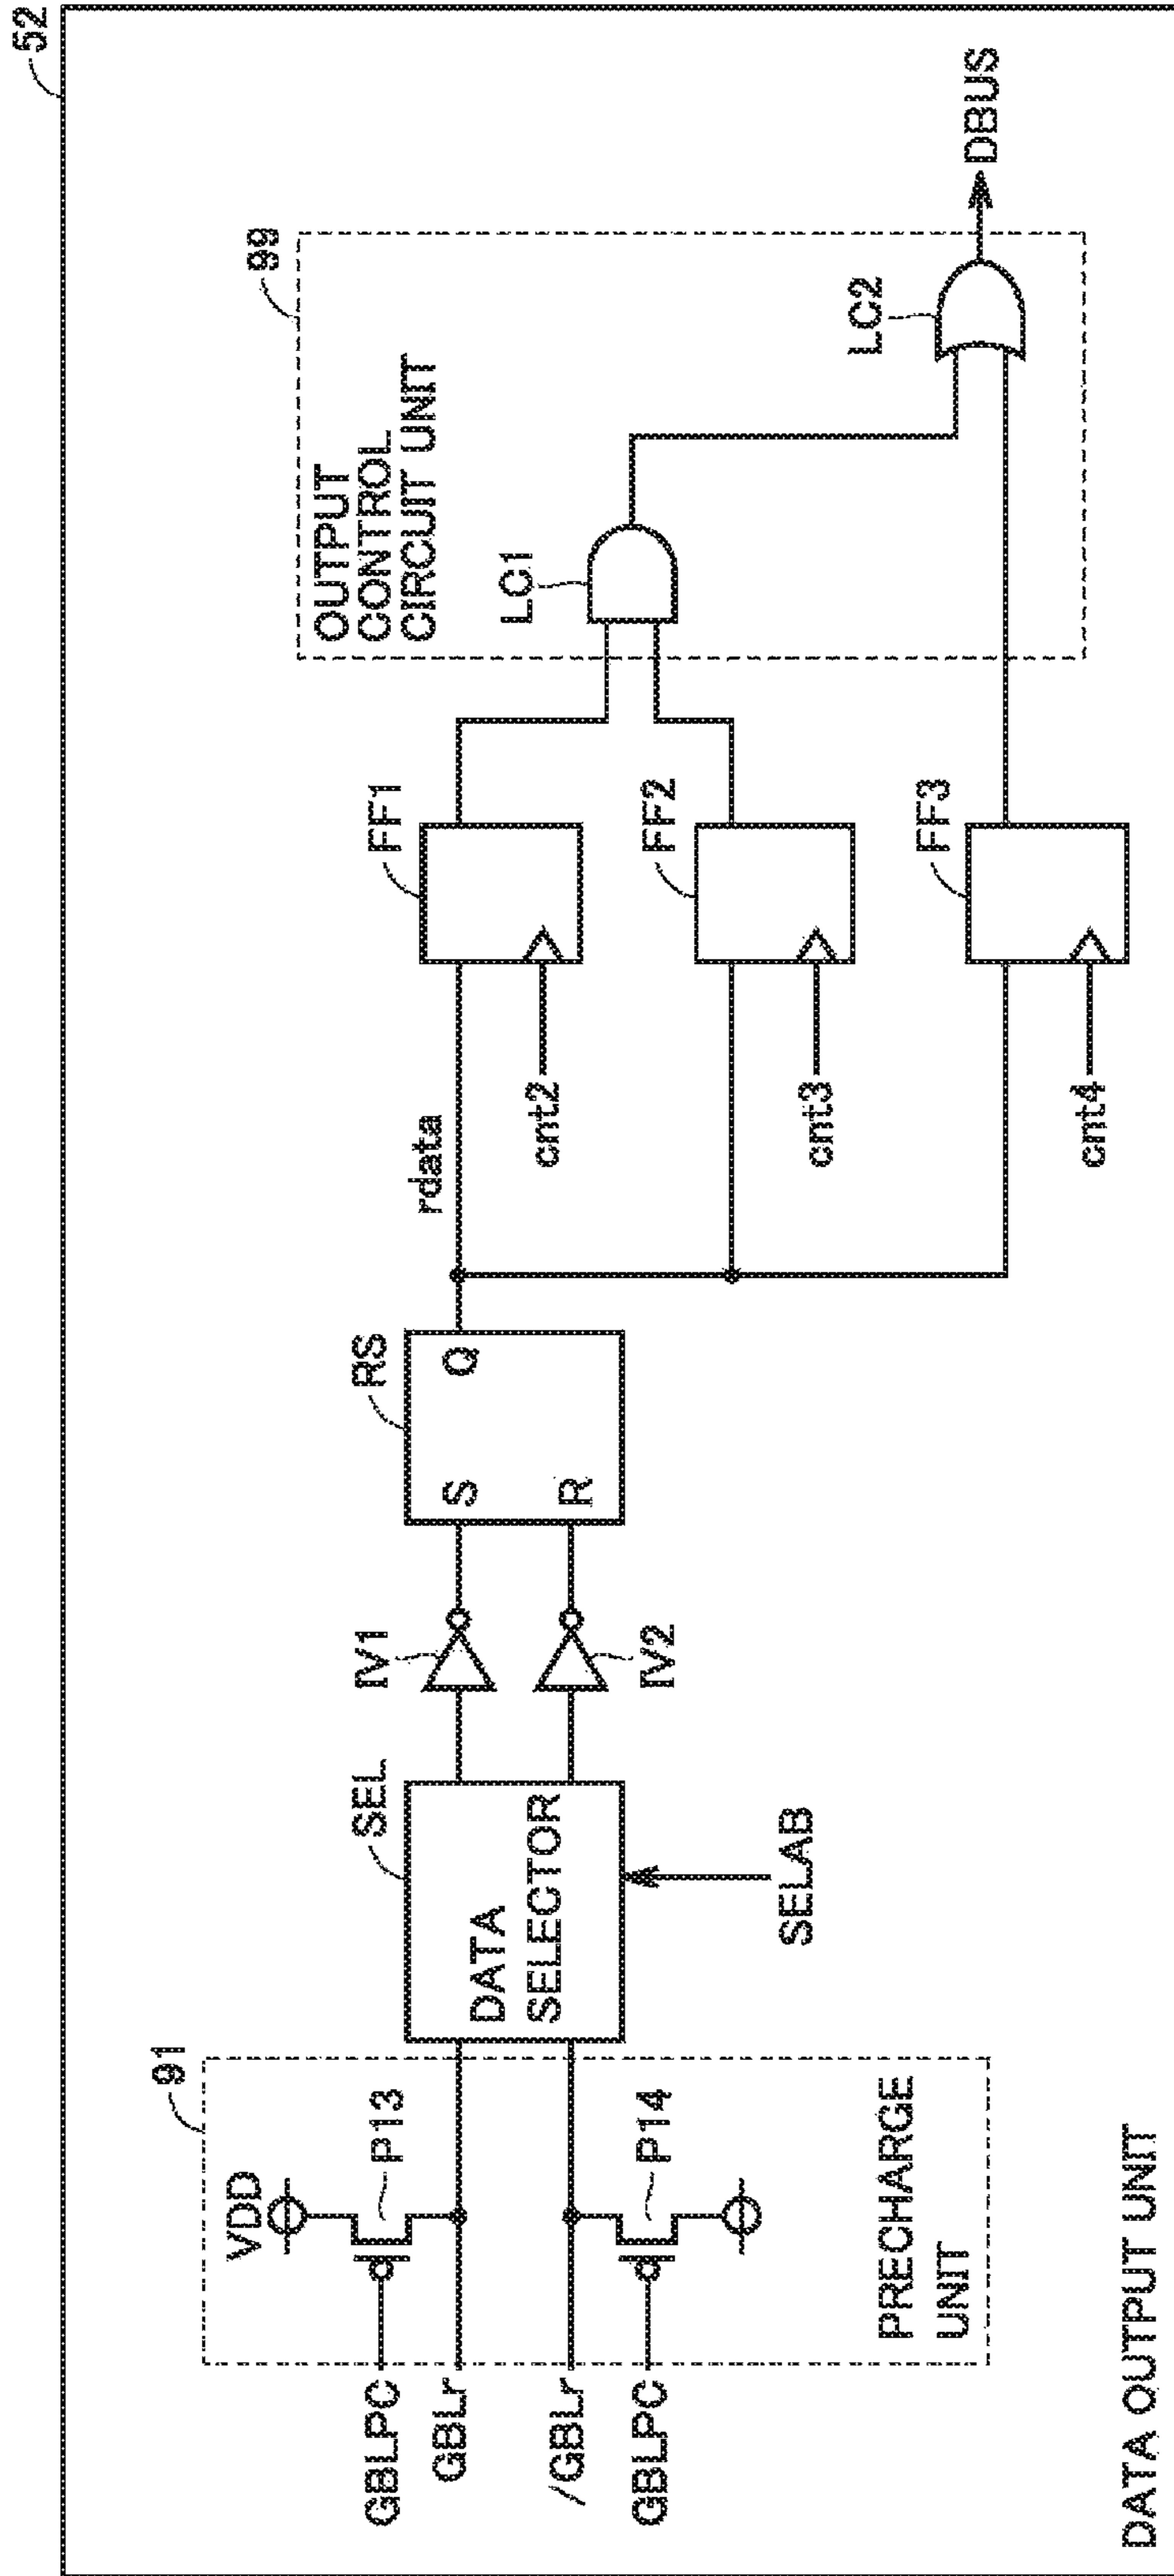 52
91
VDD
P13
GBLPC
GBLr
/GBLr
GBLPC
P14
PRECHARGE
UNIT
SEL
DATA
SELECTOR
SELAB
IV1
IV2
RS
S
R
Q
rdata
FF1
cnt2
FF2
cnt3
FF3
cnt4
99
OUTPUT
CONTROL
CIRCUIT UNIT
LC1
LC2
DBUS
DATA OUTPUT UNIT